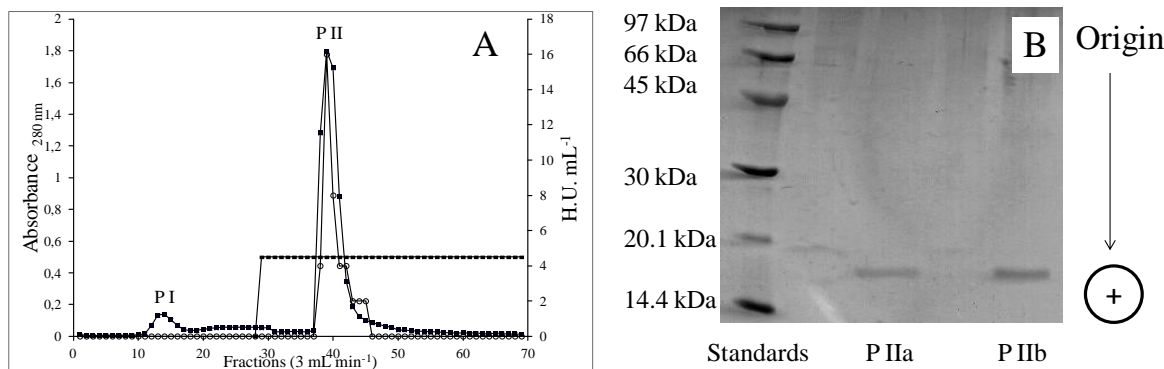 A
P I
P II
2
1,8
1,6
1,4
1,2
1
0,8
0,6
0,4
0,2
0
Absorbance 280 nm
18
16
14
12
10
8
6
4
2
0
H.U. mL-1
0 10 20 30 40 50 60 70
Fractions (3 mL min-1)
B
97 kDa
66 kDa
45 kDa
30 kDa
20.1 kDa
14.4 kDa
Origin
+
Standards P IIa P IIb